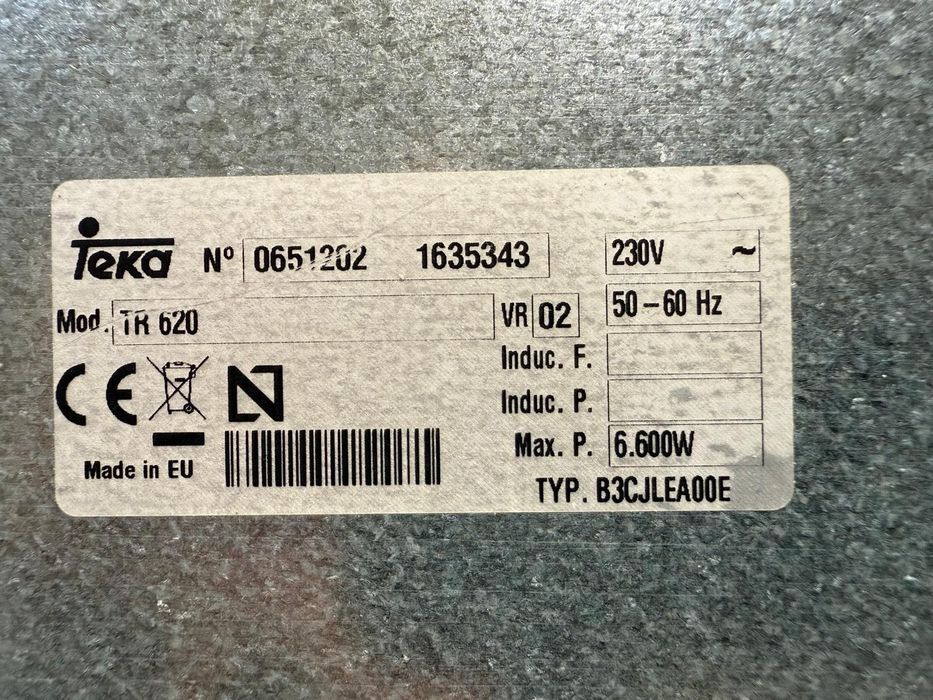 Teka Nº 0651202 1635343 230V ~
Mod. TR 620 VR 02 50 – 60 Hz
Induc. F.
Induc. P.
Max. P. 6.600W
CE
Made in EU
TYP. B3CJLEA00E